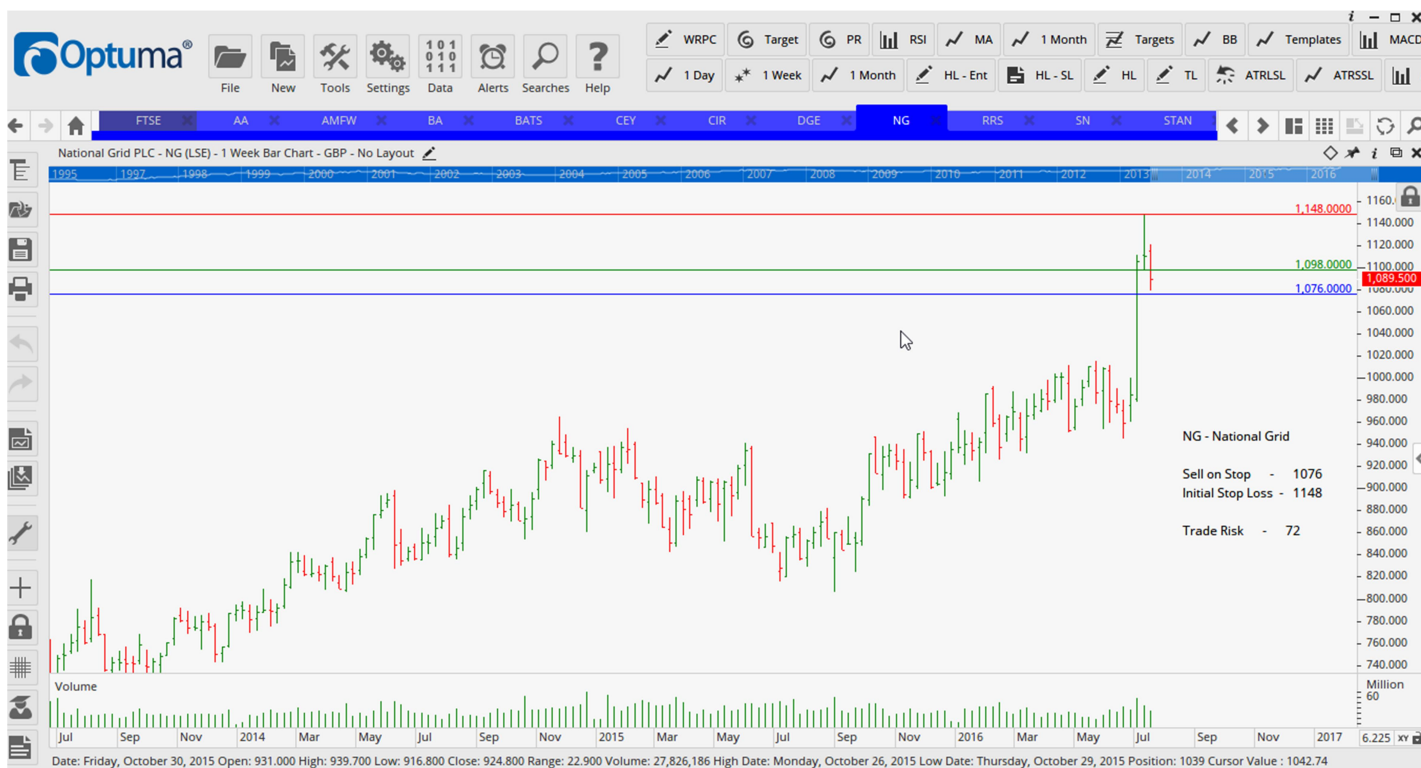 i
Optuma®
File New Tools Settings Data Alerts Searches Help
101
010
111
WRPC Target PR RSI MA 1 Month Targets BB Templates MACD
1 Day 1 Week 1 Month HL - Ent HL - SL HL TL ATRLSL ATRSSL
FTSE AA AMFW BA BATS CEY CIR DGE NG RRS SN STAN
National Grid PLC - NG (LSE) - 1 Week Bar Chart - GBP - No Layout
1995 1997 1998 1999 2000 2001 2002 2003 2004 2005 2006 2007 2008 2009 2010 2011 2012 2013 2014 2015 2016
1160.
1,148.0000
1140.000
1120.000
1,098.0000
1100.000
1,089.500
1,076.0000
1080.000
1060.000
1040.000
1020.000
1000.000
980.000
960.000
NG - National Grid
940.000
920.000
Sell on Stop - 1076
900.000
Initial Stop Loss - 1148
880.000
Trade Risk - 72
860.000
840.000
820.000
800.000
780.000
760.000
740.000
Volume
Million
60
Jul Sep Nov 2014 Mar May Jul Sep Nov 2015 Mar May Jul Sep Nov 2016 Mar May Jul Sep Nov 2017 6.225 XY
Date: Friday, October 30, 2015 Open: 931.000 High: 939.700 Low: 916.800 Close: 924.800 Range: 22.900 Volume: 27,826,186 High Date: Monday, October 26, 2015 Low Date: Thursday, October 29, 2015 Position: 1039 Cursor Value : 1042.74